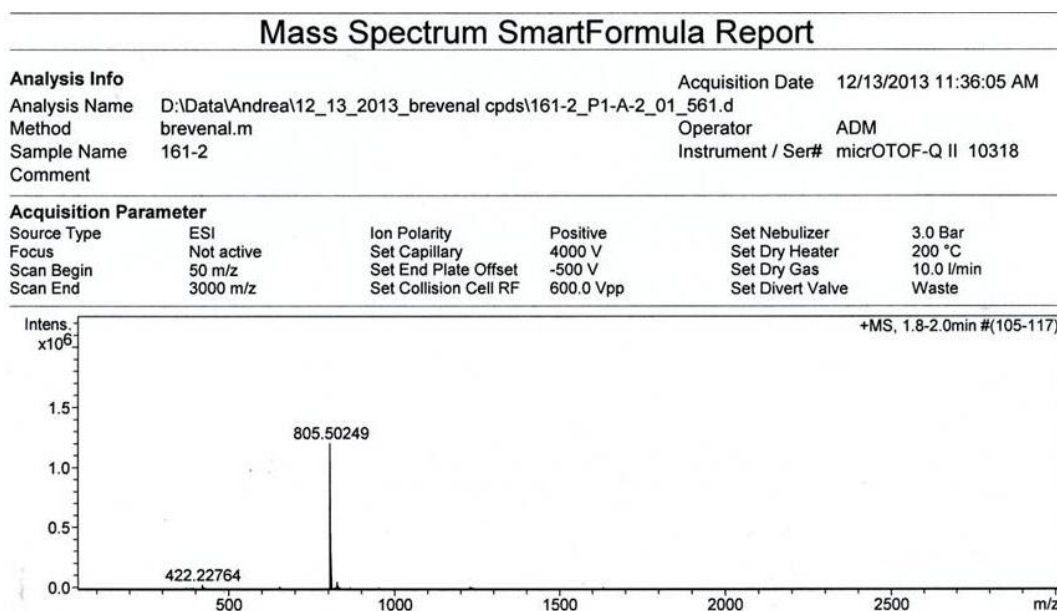 Mass Spectrum SmartFormula Report
Analysis Info
Acquisition Date 12/13/2013 11:36:05 AM
Analysis Name D:\Data\Andrea\12_13_2013_brevenal cpds\161-2_P1-A-2_01_561.d
Method brevenal.m Operator ADM
Sample Name 161-2 Instrument / Ser# micrOTOF-Q II 10318
Comment
Acquisition Parameter
Source Type ESI Ion Polarity Positive Set Nebulizer 3.0 Bar
Focus Not active Set Capillary 4000 V Set Dry Heater 200 °C
Scan Begin 50 m/z Set End Plate Offset -500 V Set Dry Gas 10.0 l/min
Scan End 3000 m/z Set Collision Cell RF 600.0 Vpp Set Divert Valve Waste
Intens. +MS, 1.8-2.0min #(105-117)
x10⁶
1.5
805.50249
1.0
0.5
422.22764
0.0
500 1000 1500 2000 2500 m/z